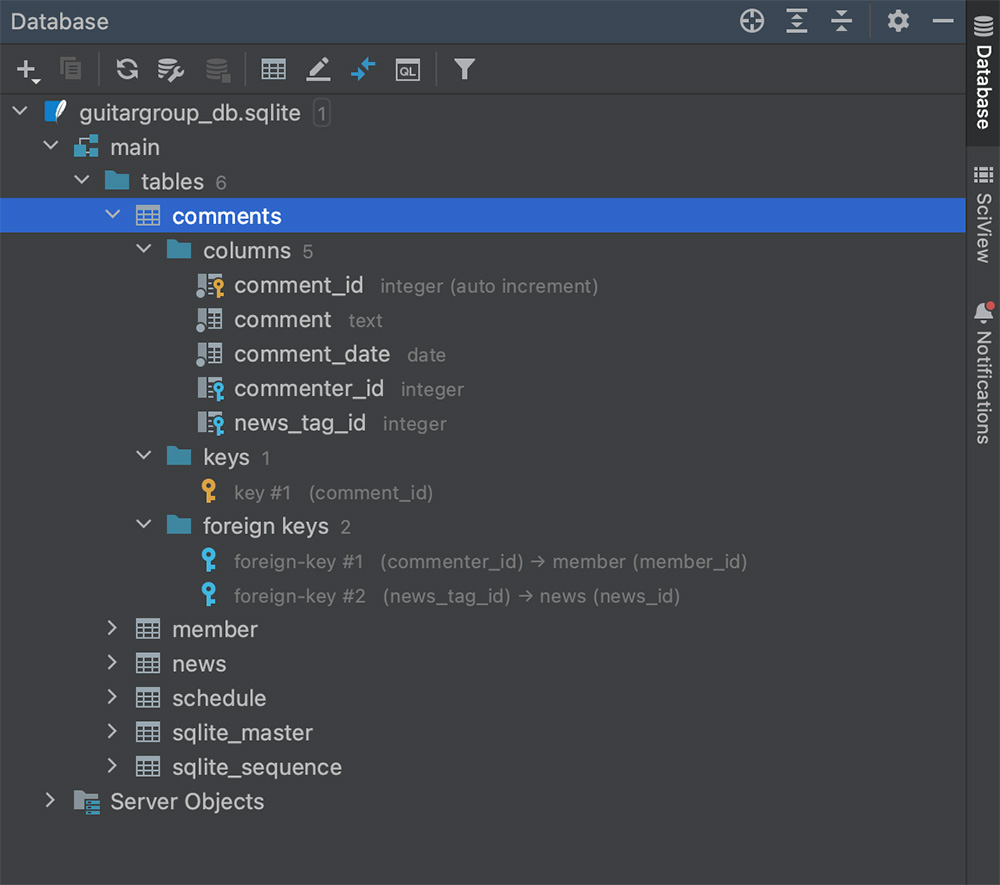 Database
guitargroup_db.sqlite 1
main
tables 6
comments
columns 5
comment_id integer (auto increment)
comment text
comment_date date
commenter_id integer
news_tag_id integer
keys 1
key #1 (comment_id)
foreign keys 2
foreign-key #1 (commenter_id) → member (member_id)
foreign-key #2 (news_tag_id) → news (news_id)
member
news
schedule
sqlite_master
sqlite_sequence
Server Objects
QL
Database
SciView
Notifications